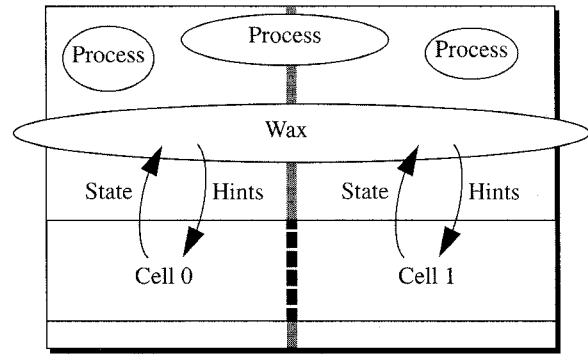 Process
Process
Process
Wax
State
Hints
State
Hints
Cell 0
Cell 1